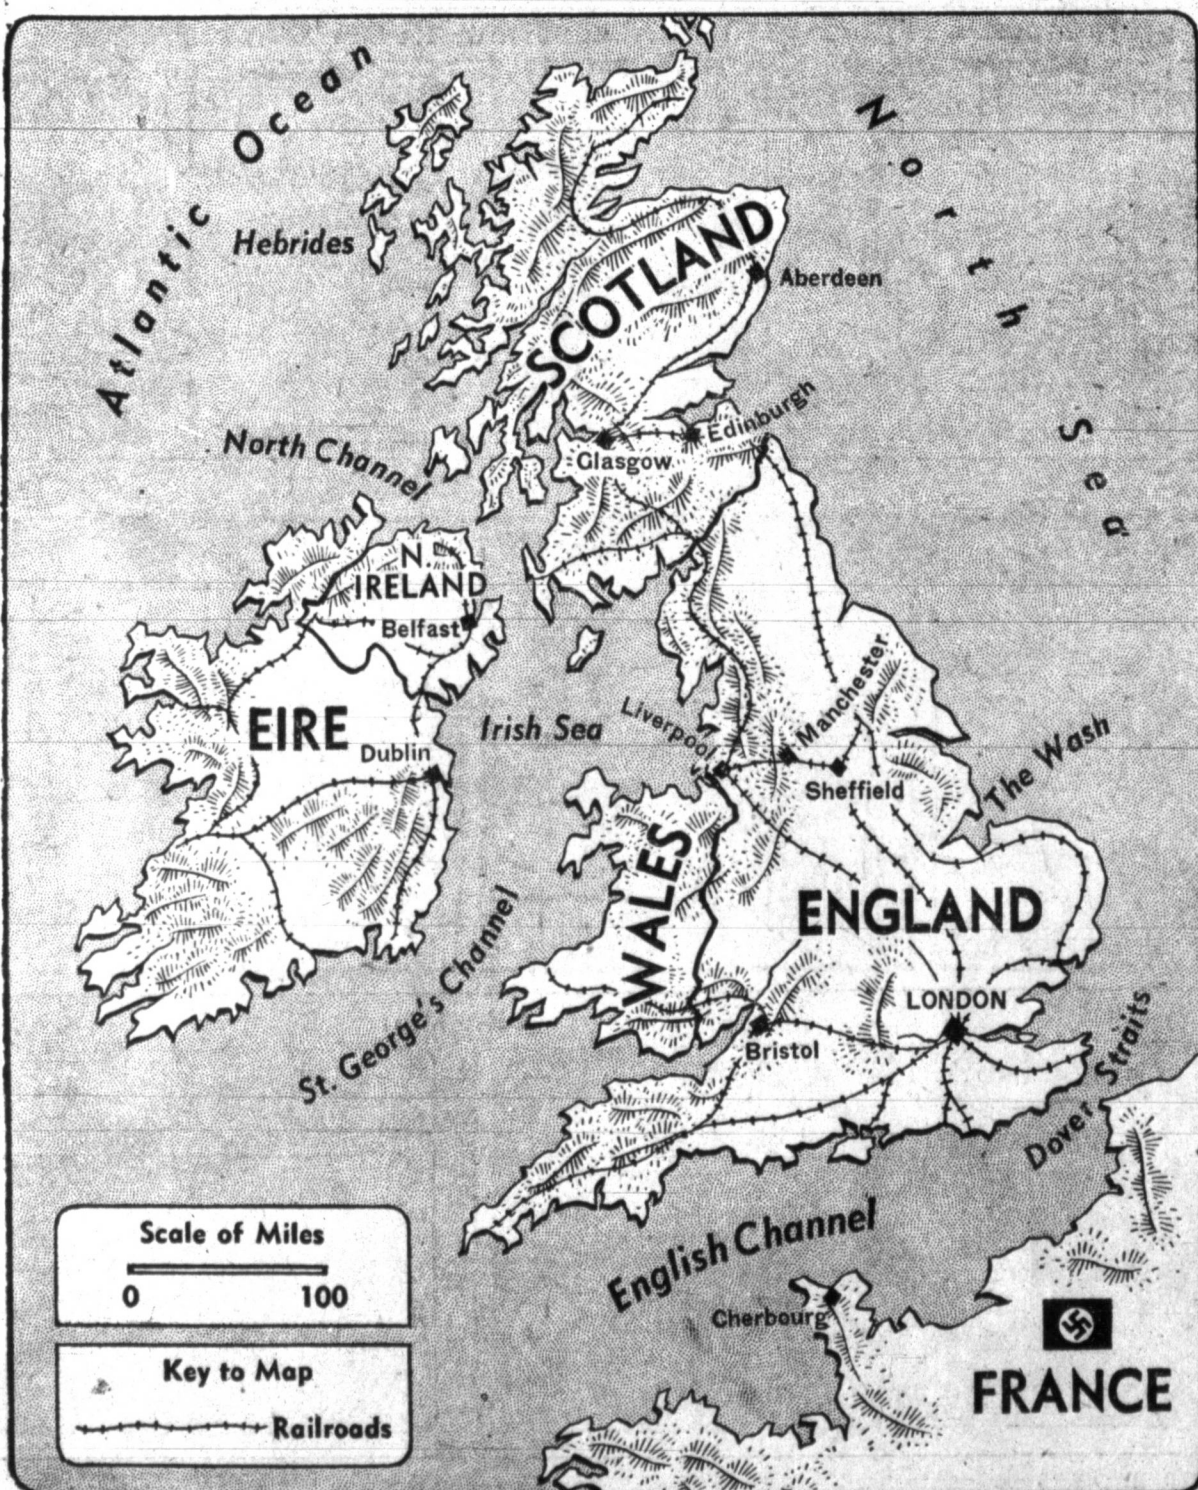 Atlantic Ocean
North Sea
Hebrides
SCOTLAND
Aberdeen
North Channel
Edinburgh
Glasgow
N.
IRELAND
Belfast
EIRE
Dublin
Irish Sea
Liverpool
Manchester
Sheffield
The Wash
WALES
ENGLAND
St. George's Channel
LONDON
Bristol
Dover Straits
English Channel
Cherbourg
FRANCE
Scale of Miles
0 100
Key to Map
Railroads